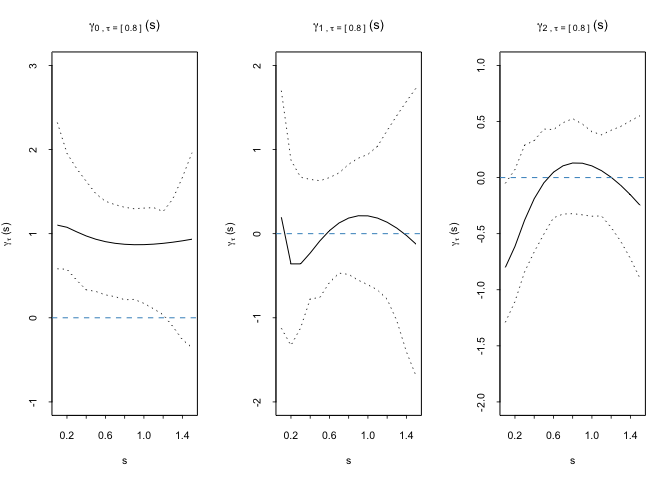 γ0 , τ = [ 0.8 ] (s)
γτ (s)
3
2
1
0
-1
0.2 0.6 1.0 1.4
s
γ1 , τ = [ 0.8 ] (s)
γτ (s)
2
1
0
-1
-2
0.2 0.6 1.0 1.4
s
γ2 , τ = [ 0.8 ] (s)
γτ (s)
1.0
0.5
0.0
-0.5
-1.0
-1.5
-2.0
0.2 0.6 1.0 1.4
s